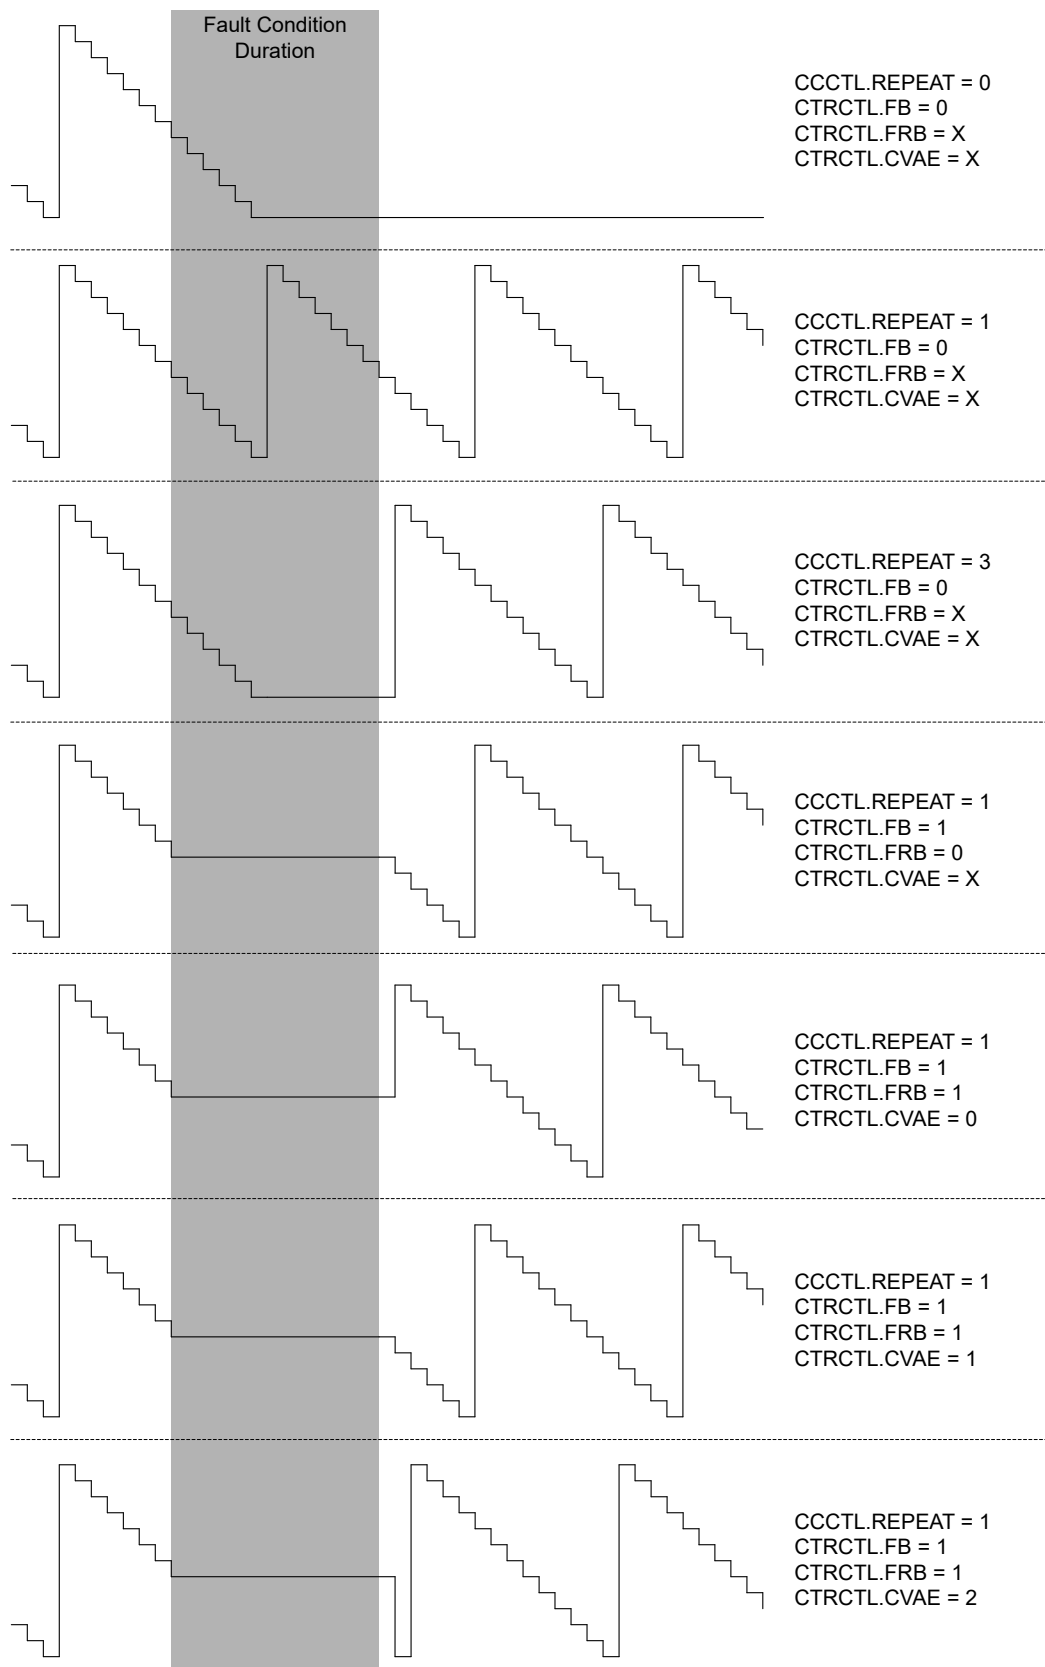 Fault Condition
Duration
CCCTL.REPEAT = 0
CTRCTL.FB = 0
CTRCTL.FRB = X
CTRCTL.CVAE = X
CCCTL.REPEAT = 1
CTRCTL.FB = 0
CTRCTL.FRB = X
CTRCTL.CVAE = X
CCCTL.REPEAT = 3
CTRCTL.FB = 0
CTRCTL.FRB = X
CTRCTL.CVAE = X
CCCTL.REPEAT = 1
CTRCTL.FB = 1
CTRCTL.FRB = 0
CTRCTL.CVAE = X
CCCTL.REPEAT = 1
CTRCTL.FB = 1
CTRCTL.FRB = 1
CTRCTL.CVAE = 0
CCCTL.REPEAT = 1
CTRCTL.FB = 1
CTRCTL.FRB = 1
CTRCTL.CVAE = 1
CCCTL.REPEAT = 1
CTRCTL.FB = 1
CTRCTL.FRB = 1
CTRCTL.CVAE = 2